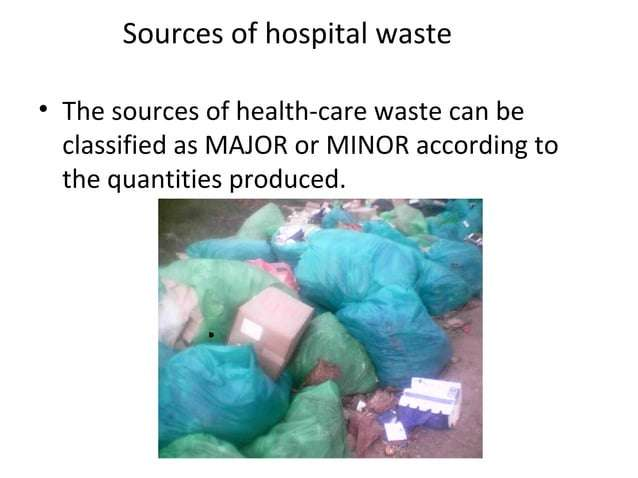 Sources of hospital waste
• The sources of health-care waste can be
classified as MAJOR or MINOR according to
the quantities produced.